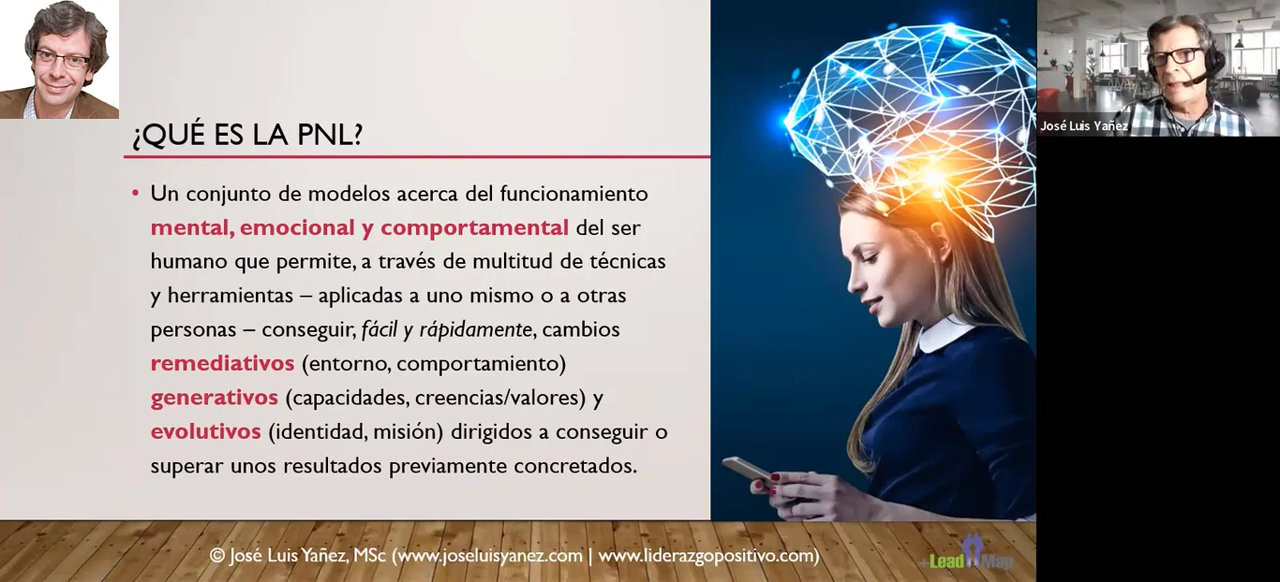 ¿QUÉ ES LA PNL?
• Un conjunto de modelos acerca del funcionamiento
mental, emocional y comportamental del ser
humano que permite, a través de multitud de técnicas
y herramientas – aplicadas a uno mismo o a otras
personas – conseguir, fácil y rápidamente, cambios
remediativos (entorno, comportamiento)
generativos (capacidades, creencias/valores) y
evolutivos (identidad, misión) dirigidos a conseguir o
superar unos resultados previamente concretados.
© José Luis Yañez, MSc (www.joseluisyanez.com | www.liderazgopositivo.com)
+Lead Map
José Luis Yañez